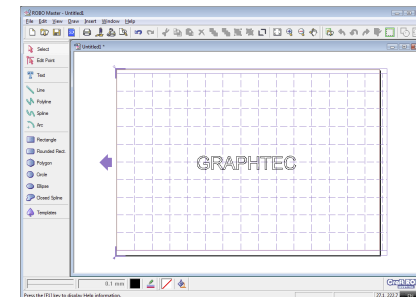 ROBO Master - Untitled1
File Edit View Draw Insert Window Help
Untitled1 *
Select
Edit Point
Text
Line
Polyline
Spline
Arc
Rectangle
Rounded Rect.
Polygon
Circle
Ellipse
Closed Spline
Templates
GRAPHTEC
0.1 mm
Press the [F1] key to display Help information.